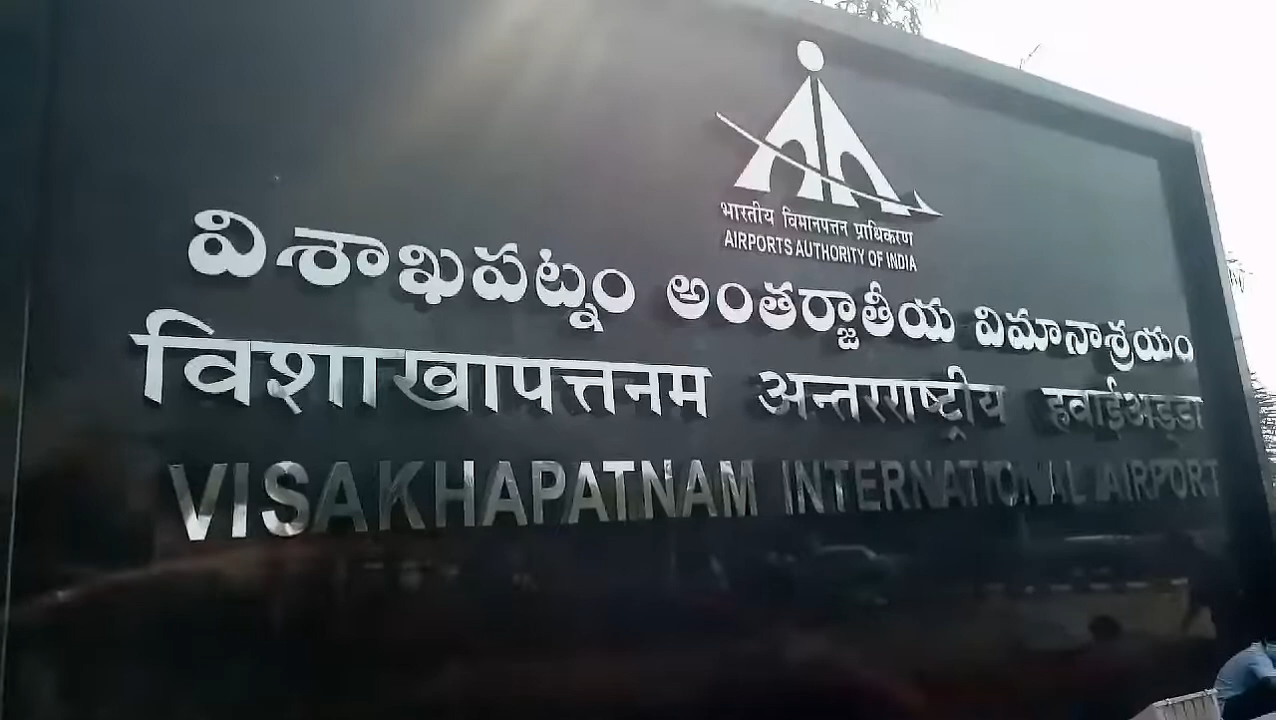 भारतीय विमानपत्तन प्राधिकरण
AIRPORTS AUTHORITY OF INDIA
విశాఖపట్నం అంతర్జాతీయ విమానాశ్రయం
विशाखापत्तनम अन्तरराष्ट्रीय हवाईअड्डा
VISAKHAPATNAM INTERNATIONAL AIRPORT